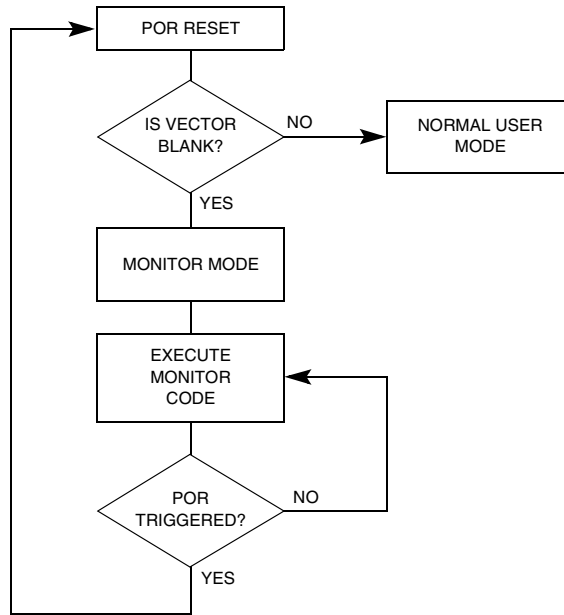 POR RESET
IS VECTOR
BLANK?
NO
NORMAL USER
MODE
YES
MONITOR MODE
EXECUTE
MONITOR
CODE
POR
TRIGGERED?
NO
YES